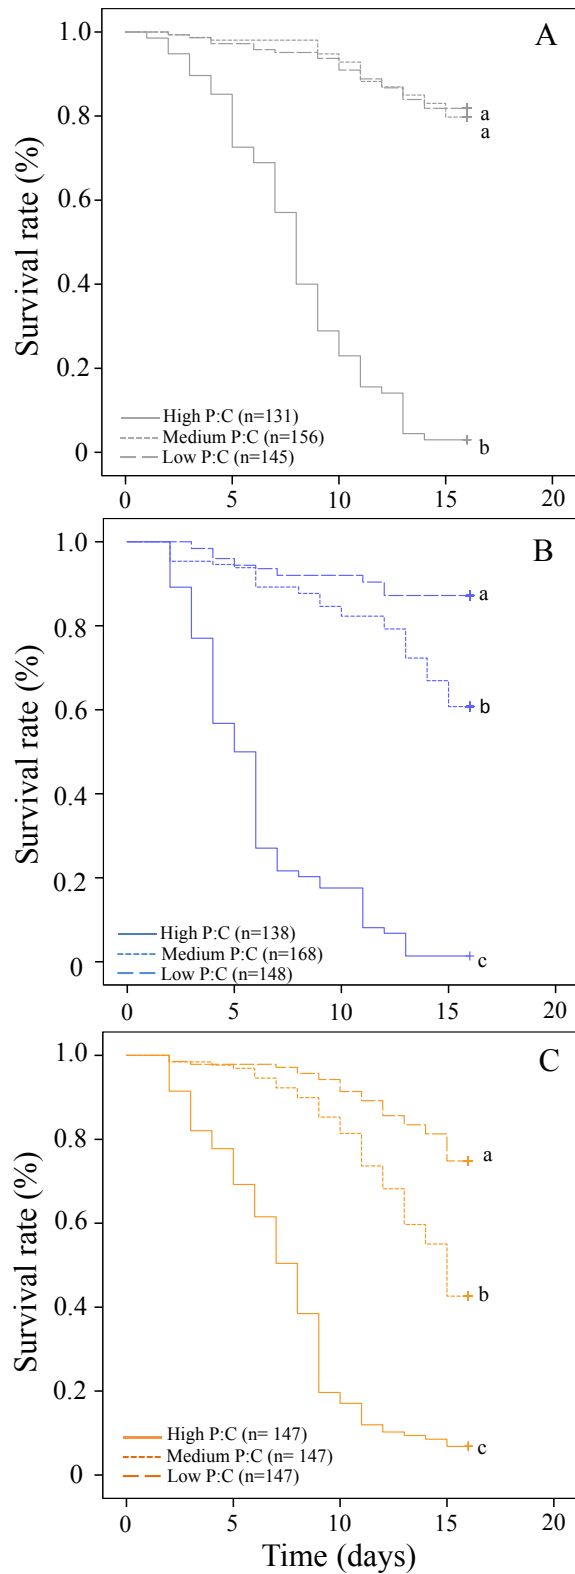 A
1.0
0.8
0.6
0.4
0.2
0
Survival rate (%)
a
a
b
High P:C (n=131)
Medium P:C (n=156)
Low P:C (n=145)
0 5 10 15 20
B
1.0
0.8
0.6
0.4
0.2
0
Survival rate (%)
a
b
c
High P:C (n=138)
Medium P:C (n=168)
Low P:C (n=148)
0 5 10 15 20
C
1.0
0.8
0.6
0.4
0.2
0
Survival rate (%)
a
b
c
High P:C (n= 147)
Medium P:C (n= 147)
Low P:C (n=147)
0 5 10 15 20
Time (days)